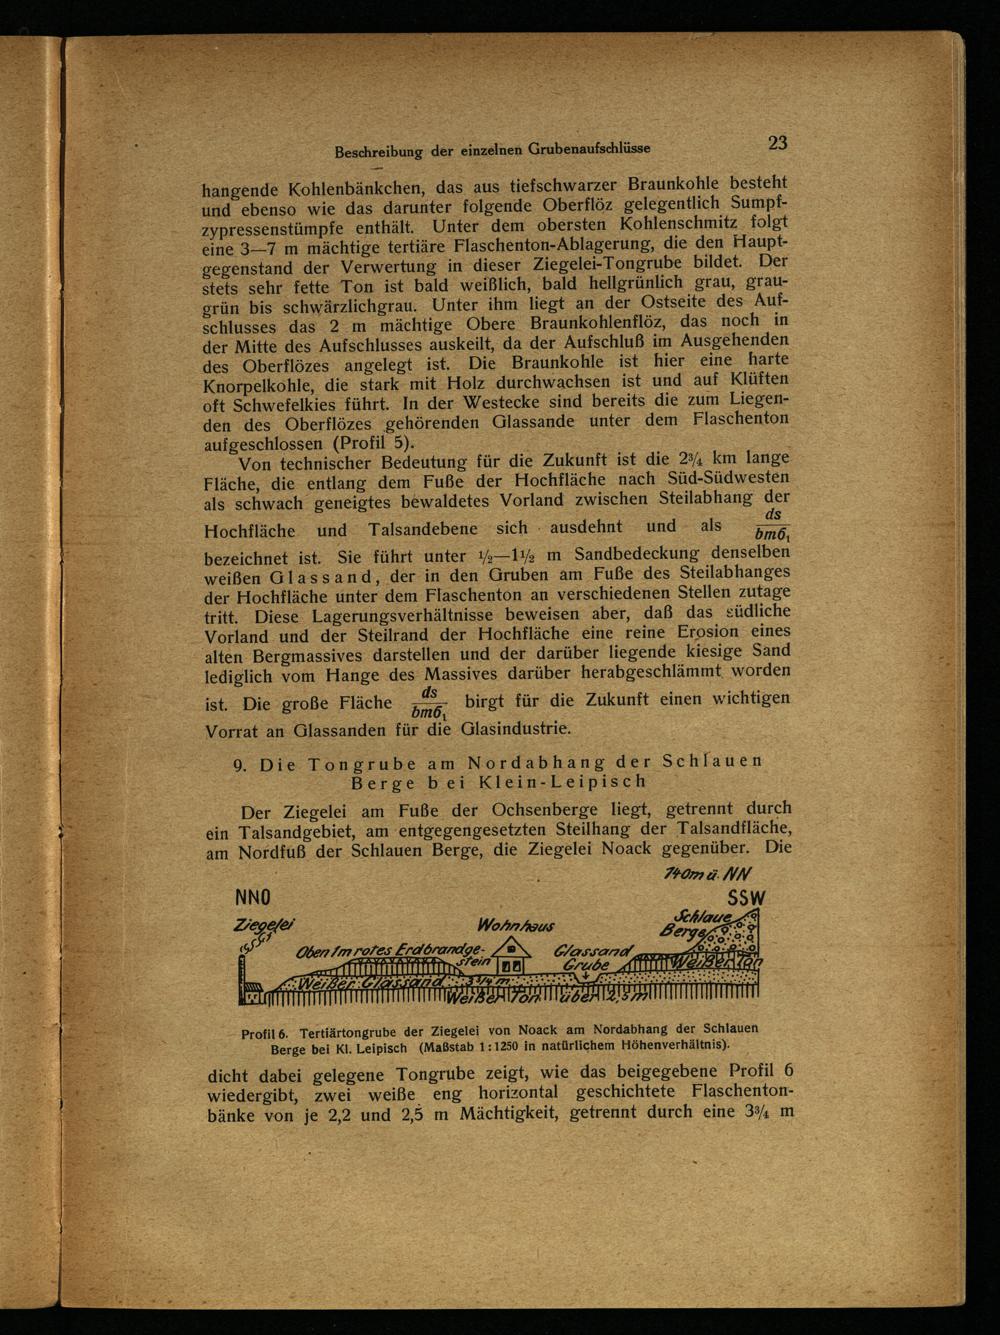 Beschreibung der einzelnen Grubenaufschlüsse 23
hangende Kohlenbänkchen, das aus tiefschwarzer Braunkohle besteht
und ebenso wie das darunter folgende Oberflöz gelegentlich Sumpf-
zypressenstümpfe enthält. Unter dem obersten Kohlenschmitz folgt
eine 3—7 m mächtige tertiäre Flaschenton-Ablagerung, die den Haupt-
gegenstand der Verwertung in dieser Ziegelei-Tongrube bildet. Der
stets sehr fette Ton ist bald weißlich, bald hellgrünlich grau, grau-
grün bis schwärzlichgrau. Unter ihm liegt an der Ostseite des Auf-
schlusses das 2 m mächtige Obere Braunkohlenflöz, das noch in
der Mitte des Aufschlusses auskeilt, da der Aufschluß im Ausgehenden
des Oberflözes angelegt ist. Die Braunkohle ist hier eine harte
Knorpelkohle, die stark mit Holz durchwachsen ist und auf Klüften
oft Schwefelkies führt. In der Westecke sind bereits die zum Liegen-
den des Oberflözes gehörenden Glassande unter dem Flaschenton
aufgeschlossen (Profil 5).
Von technischer Bedeutung für die Zukunft ist die 2¾ km lange
Fläche, die entlang dem Fuße der Hochfläche nach Süd-Südwesten
als schwach geneigtes bewaldetes Vorland zwischen Steilabhang der
Hochfläche und Talsandebene sich ausdehnt und als ds/bmб₁
bezeichnet ist. Sie führt unter ½—1½ m Sandbedeckung denselben
weißen Glassand, der in den Gruben am Fuße des Steilabhanges
der Hochfläche unter dem Flaschenton an verschiedenen Stellen zutage
tritt. Diese Lagerungsverhältnisse beweisen aber, daß das südliche
Vorland und der Steilrand der Hochfläche eine reine Erosion eines
alten Bergmassives darstellen und der darüber liegende kiesige Sand
lediglich vom Hange des Massives darüber herabgeschlämmt worden
ist. Die große Fläche ds/bmб₁ birgt für die Zukunft einen wichtigen
Vorrat an Glassanden für die Glasindustrie.
9. Die Tongrube am Nordabhang der Schlauen
Berge bei Klein-Leipisch
Der Ziegelei am Fuße der Ochsenberge liegt, getrennt durch
ein Talsandgebiet, am entgegengesetzten Steilhang der Talsandfläche,
am Nordfuß der Schlauen Berge, die Ziegelei Noack gegenüber. Die
140m ü. NN
NNO SSW
Ziegelei Wohnhaus Schlaue
Berge
Oben 1m rotes Erdbrandge-
stein
Glassand
Grube
Weißer Ton
Weißer Glassand 3¾ m
Weißer Ton über 2,5 m
Profil 6. Tertiärtongrube der Ziegelei von Noack am Nordabhang der Schlauen
Berge bei Kl. Leipisch (Maßstab 1:1250 in natürlichem Höhenverhältnis).
dicht dabei gelegene Tongrube zeigt, wie das beigegebene Profil 6
wiedergibt, zwei weiße eng horizontal geschichtete Flaschenton-
bänke von je 2,2 und 2,5 m Mächtigkeit, getrennt durch eine 3¾ m